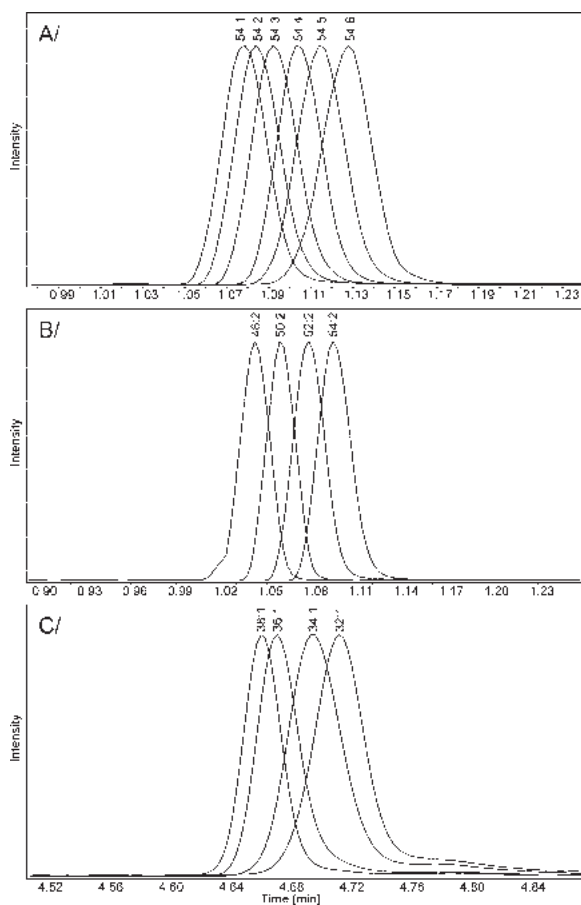 A/
54 1 54 2 54 3 54 4 54 5 54 6
Intensity
0.99 1.01 1.03 1.05 1.07 1.09 1.11 1.13 1.15 1.17 1.19 1.21 1.23
B/
50 2 52:2 54:2
Intensity
0.90 0.93 0.96 0.99 1.02 1.05 1.08 1.11 1.14 1.17 1.20 1.23
C/
36:1 34:1
Intensity
4.52 4.56 4.60 4.64 4.68 4.72 4.76 4.80 4.84
Time [min]